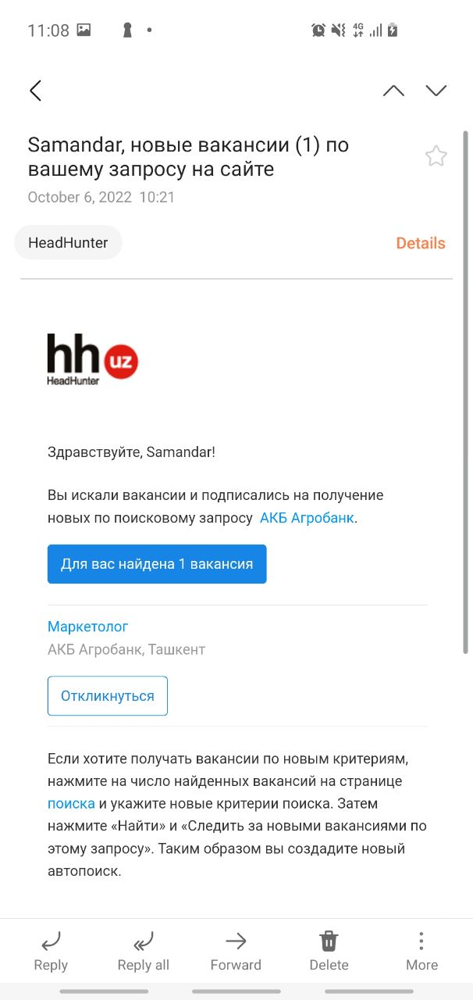 11:08
4G
Samandar, новые вакансии (1) по
вашему запросу на сайте
October 6, 2022 10:21
HeadHunter
Details
hh uz
HeadHunter
Здравствуйте, Samandar!
Вы искали вакансии и подписались на получение
новых по поисковому запросу АКБ Агробанк.
Для вас найдена 1 вакансия
Маркетолог
АКБ Агробанк, Ташкент
Откликнуться
Если хотите получать вакансии по новым критериям,
нажмите на число найденных вакансий на странице
поиска и укажите новые критерии поиска. Затем
нажмите «Найти» и «Следить за новыми вакансиями по
этому запросу». Таким образом вы создадите новый
автопоиск.
Reply
Reply all
Forward
Delete
More